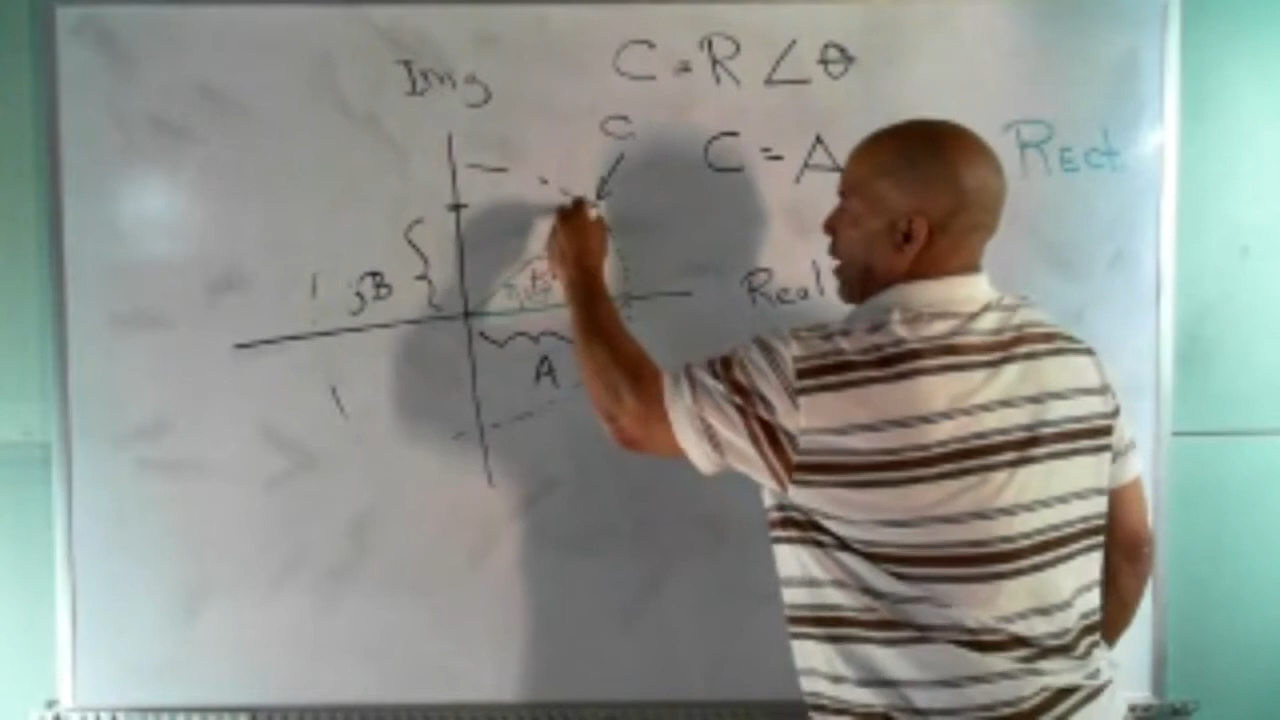 Img
C = R ∠θ
C
C = A
Rect.
jB
Real
A